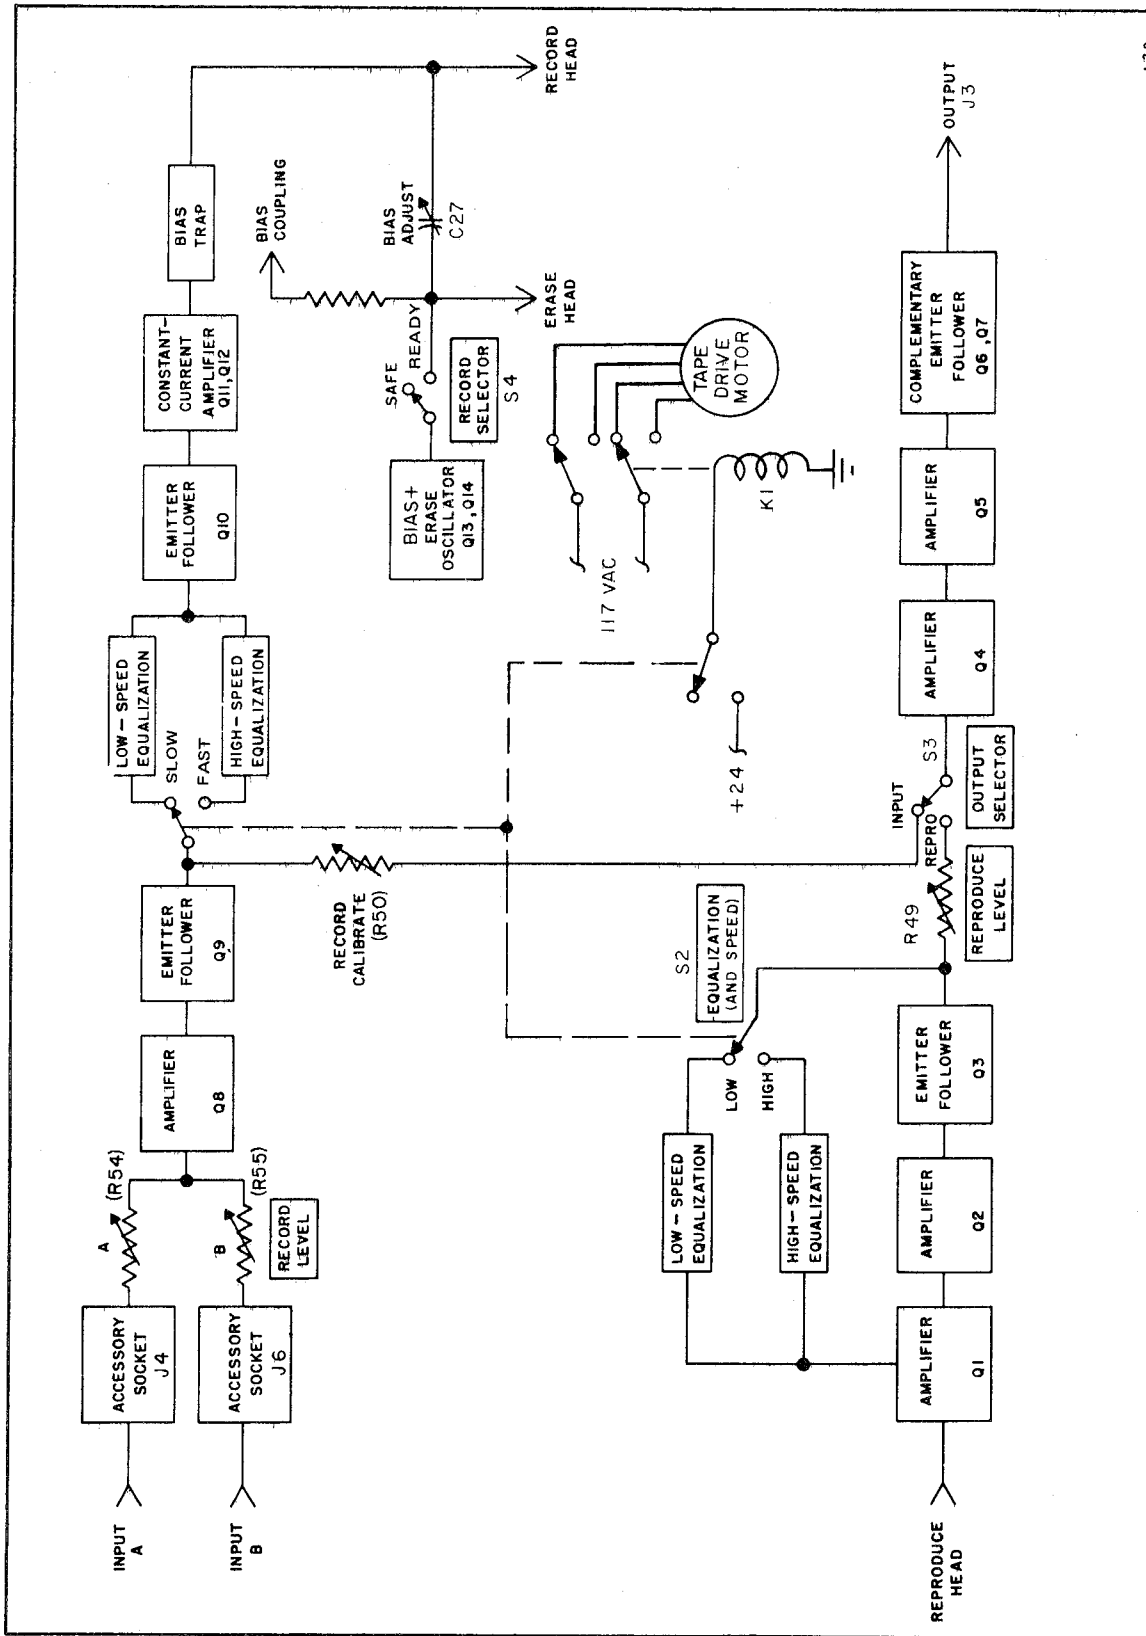 INPUT
A
ACCESSORY
SOCKET
J4
A
(R54)
INPUT
B
ACCESSORY
SOCKET
J6
B
(R55)
RECORD
LEVEL
AMPLIFIER
Q8
EMITTER
FOLLOWER
Q9
RECORD
CALIBRATE
(R50)
SLOW
FAST
LOW-SPEED
EQUALIZATION
HIGH-SPEED
EQUALIZATION
EMITTER
FOLLOWER
Q10
CONSTANT-
CURRENT
AMPLIFIER
Q11,Q12
BIAS
TRAP
BIAS
COUPLING
BIAS+
ERASE
OSCILLATOR
Q13,Q14
SAFE
READY
RECORD
SELECTOR
S4
BIAS
ADJUST
C27
ERASE
HEAD
RECORD
HEAD
117 VAC
TAPE
DRIVE
MOTOR
K1
+24
S2
EQUALIZATION
(AND SPEED)
LOW
HIGH
LOW-SPEED
EQUALIZATION
HIGH-SPEED
EQUALIZATION
REPRODUCE
HEAD
AMPLIFIER
Q1
AMPLIFIER
Q2
EMITTER
FOLLOWER
Q3
R49
REPRODUCE
LEVEL
INPUT
REPRO
S3
OUTPUT
SELECTOR
AMPLIFIER
Q4
AMPLIFIER
Q5
COMPLEMENTARY
EMITTER
FOLLOWER
Q6,Q7
OUTPUT
J3